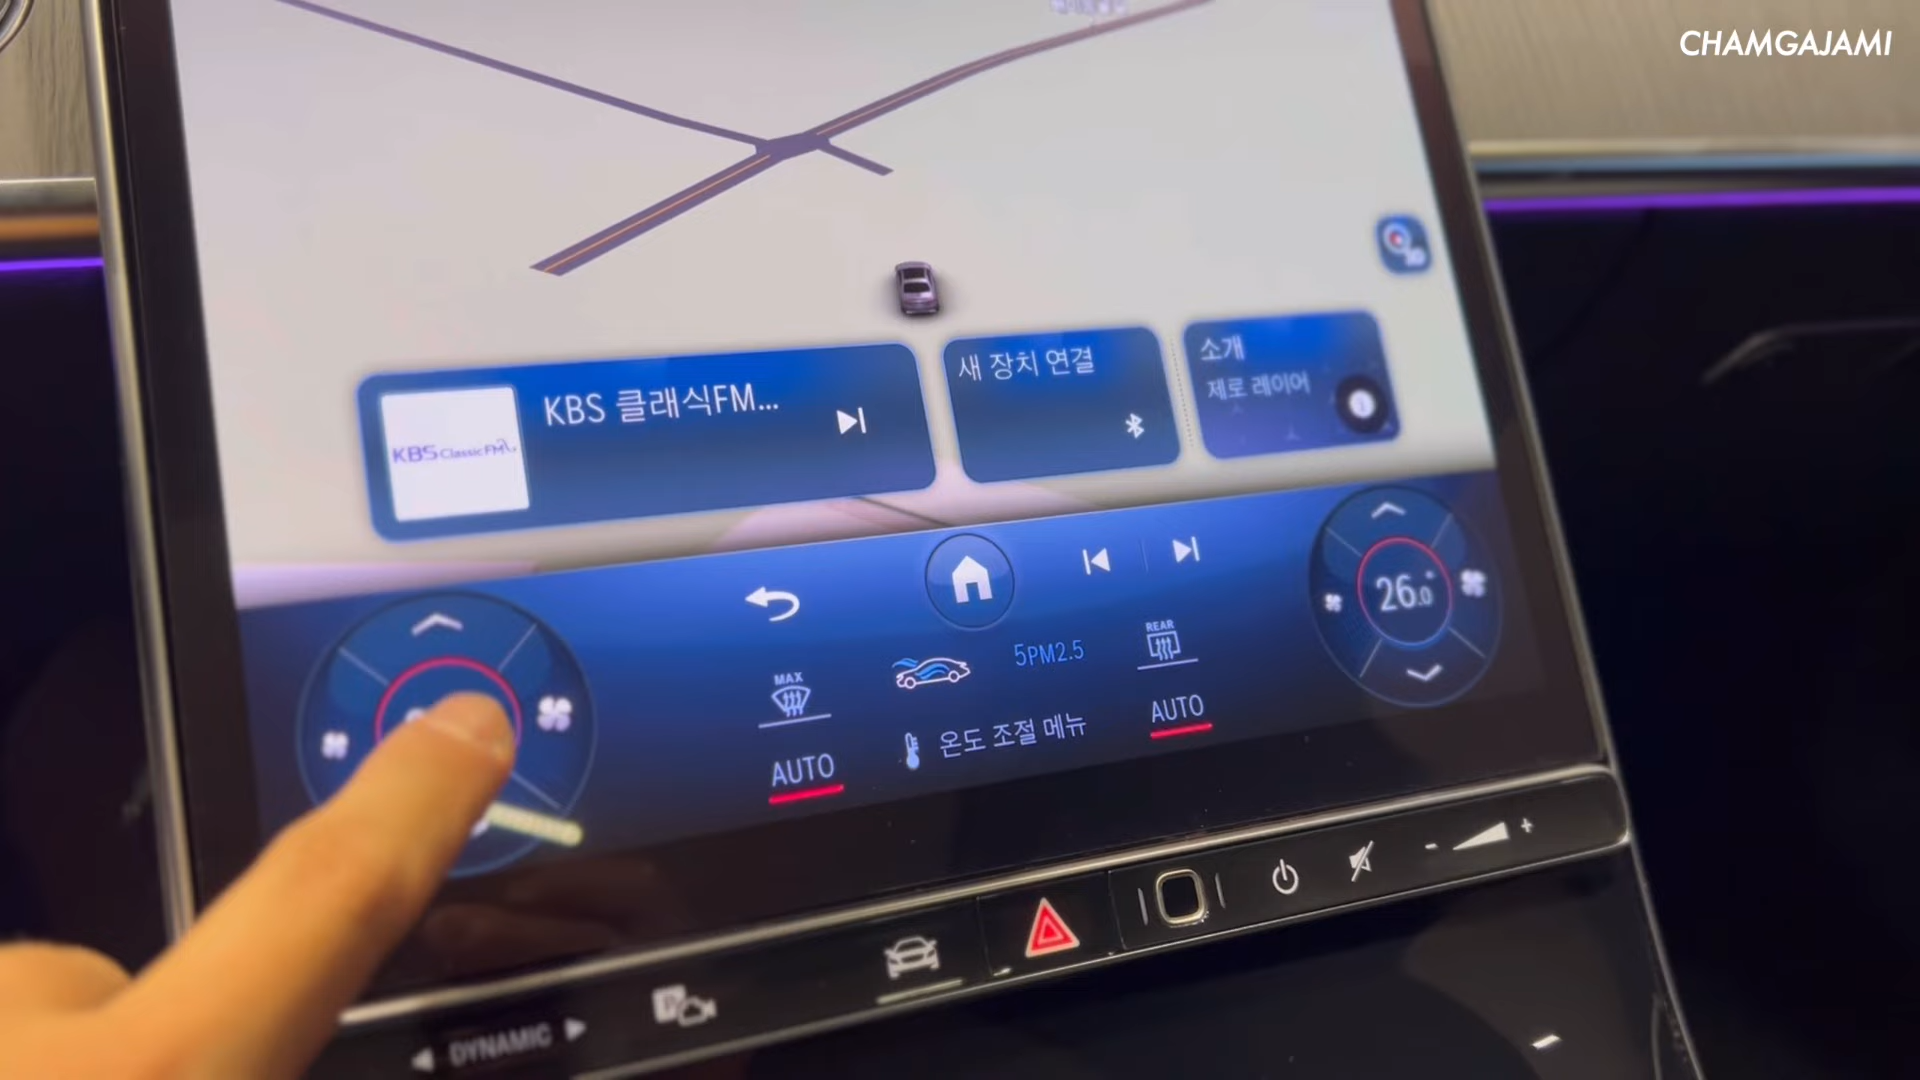 CHAMGAJAMI
KBS 클래식FM...
KBS Classic FM
새 장치 연결
소개
제로 레이어
26.0°
5PM2.5
REAR
MAX
온도 조절 메뉴
AUTO
AUTO
- +
DYNAMIC